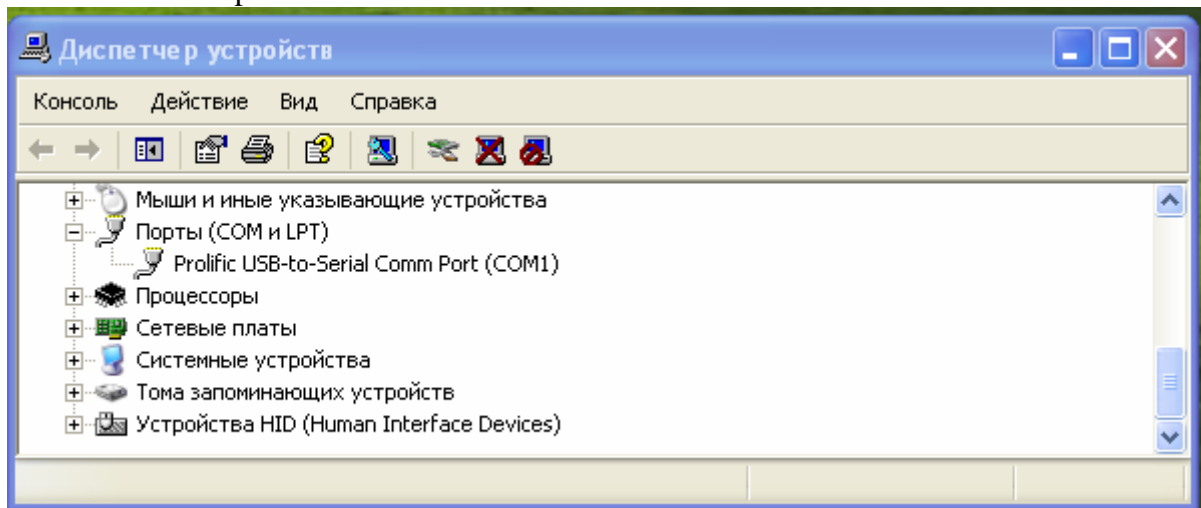 Диспетчер устройств
Консоль Действие Вид Справка
Мыши и иные указывающие устройства
Порты (COM и LPT)
Prolific USB-to-Serial Comm Port (COM1)
Процессоры
Сетевые платы
Системные устройства
Тома запоминающих устройств
Устройства HID (Human Interface Devices)